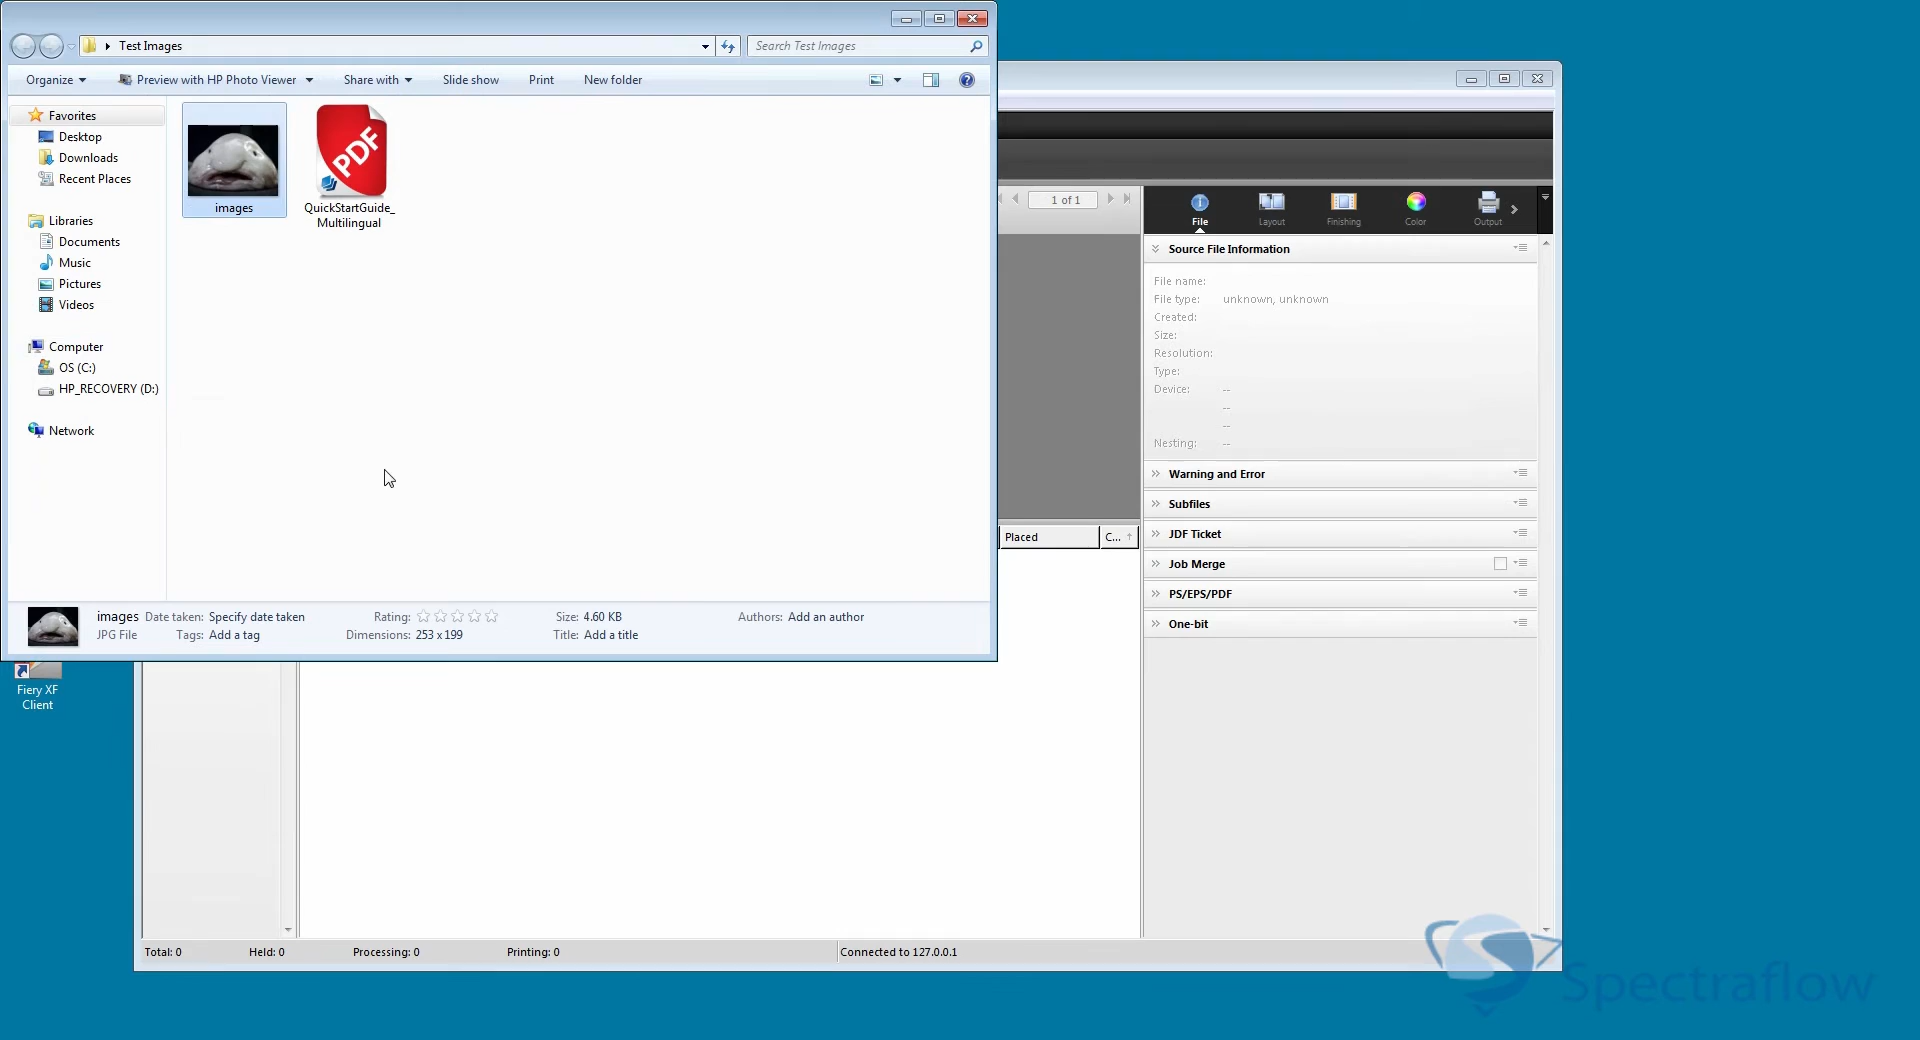 Test Images
Search Test Images
Organize
Preview with HP Photo Viewer
Share with
Slide show
Print
New folder
Favorites
Desktop
Downloads
Recent Places
Libraries
Documents
Music
Pictures
Videos
Computer
OS (C:)
HP_RECOVERY (D:)
Network
images
PDF
QuickStartGuide_
Multilingual
images
Date taken: Specify date taken
Rating:
Size: 4.60 KB
Authors: Add an author
JPG File
Tags: Add a tag
Dimensions: 253 x 199
Title: Add a title
Fiery XF
Client
1 of 1
File
Layout
Finishing
Color
Output
Source File Information
File name:
File type: unknown, unknown
Created:
Size:
Resolution:
Type:
Device: --
--
--
Nesting: --
Warning and Error
Subfiles
JDF Ticket
Job Merge
PS/EPS/PDF
One-bit
Placed
C...
Total: 0
Held: 0
Processing: 0
Printing: 0
Connected to 127.0.0.1
Spectraflow